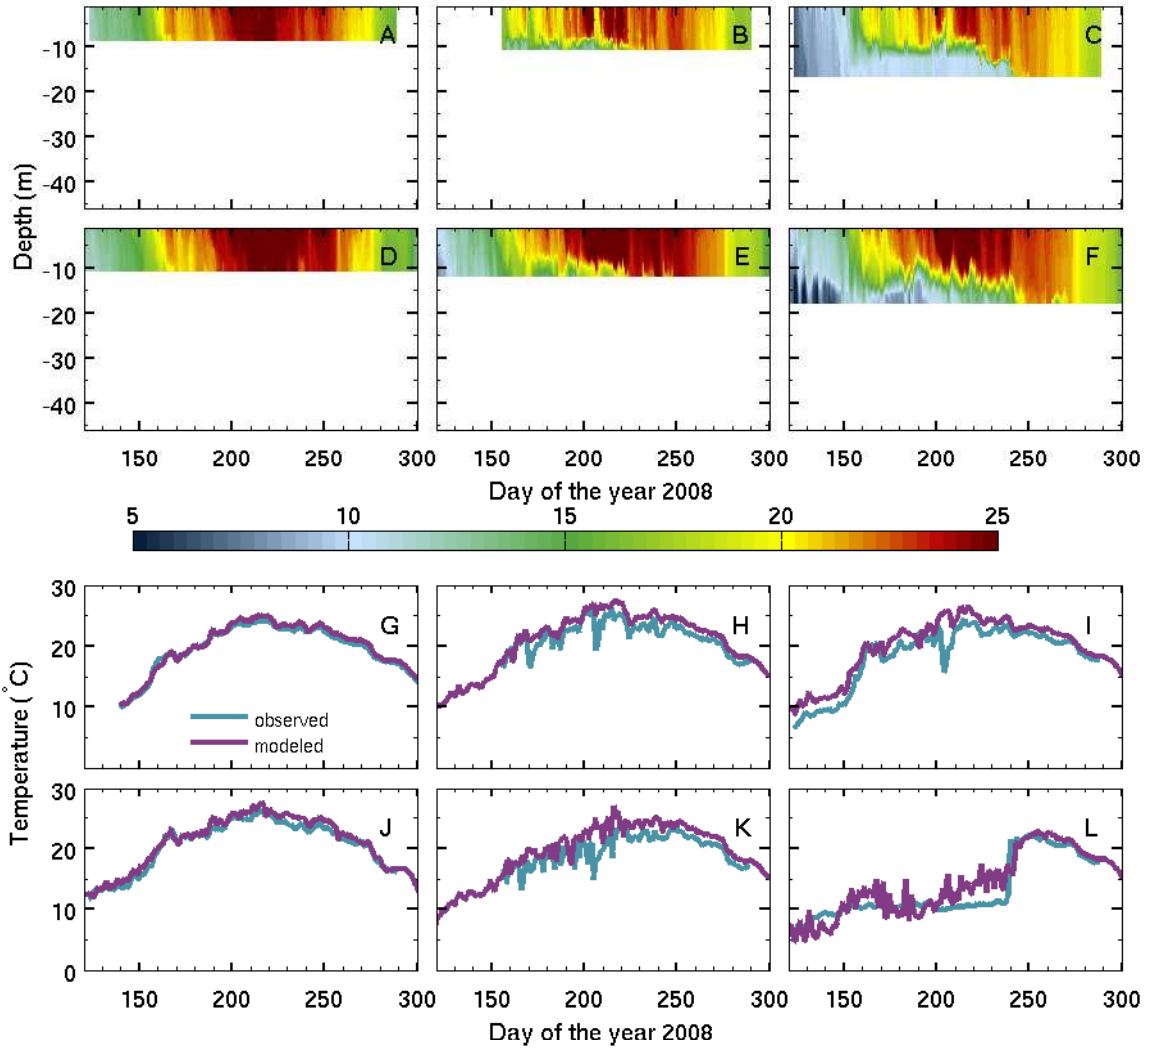 A
B
C
-10
-20
-30
-40
Depth (m)
D
E
F
-10
-20
-30
-40
150 200 250 300
150 200 250 300
150 200 250 300
Day of the year 2008
5 10 15 20 25
30
20
10
G
H
I
observed
modeled
Temperature (°C)
30
20
10
0
J
K
L
150 200 250 300
150 200 250 300
150 200 250 300
Day of the year 2008